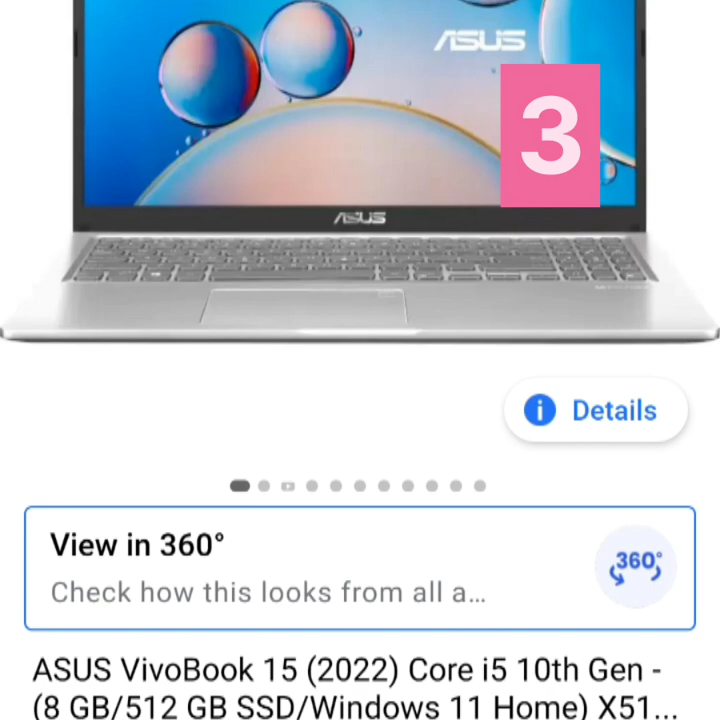 ASUS
3
ASUS
Details
View in 360°
360°
Check how this looks from all a...
ASUS VivoBook 15 (2022) Core i5 10th Gen -
(8 GB/512 GB SSD/Windows 11 Home) X51...